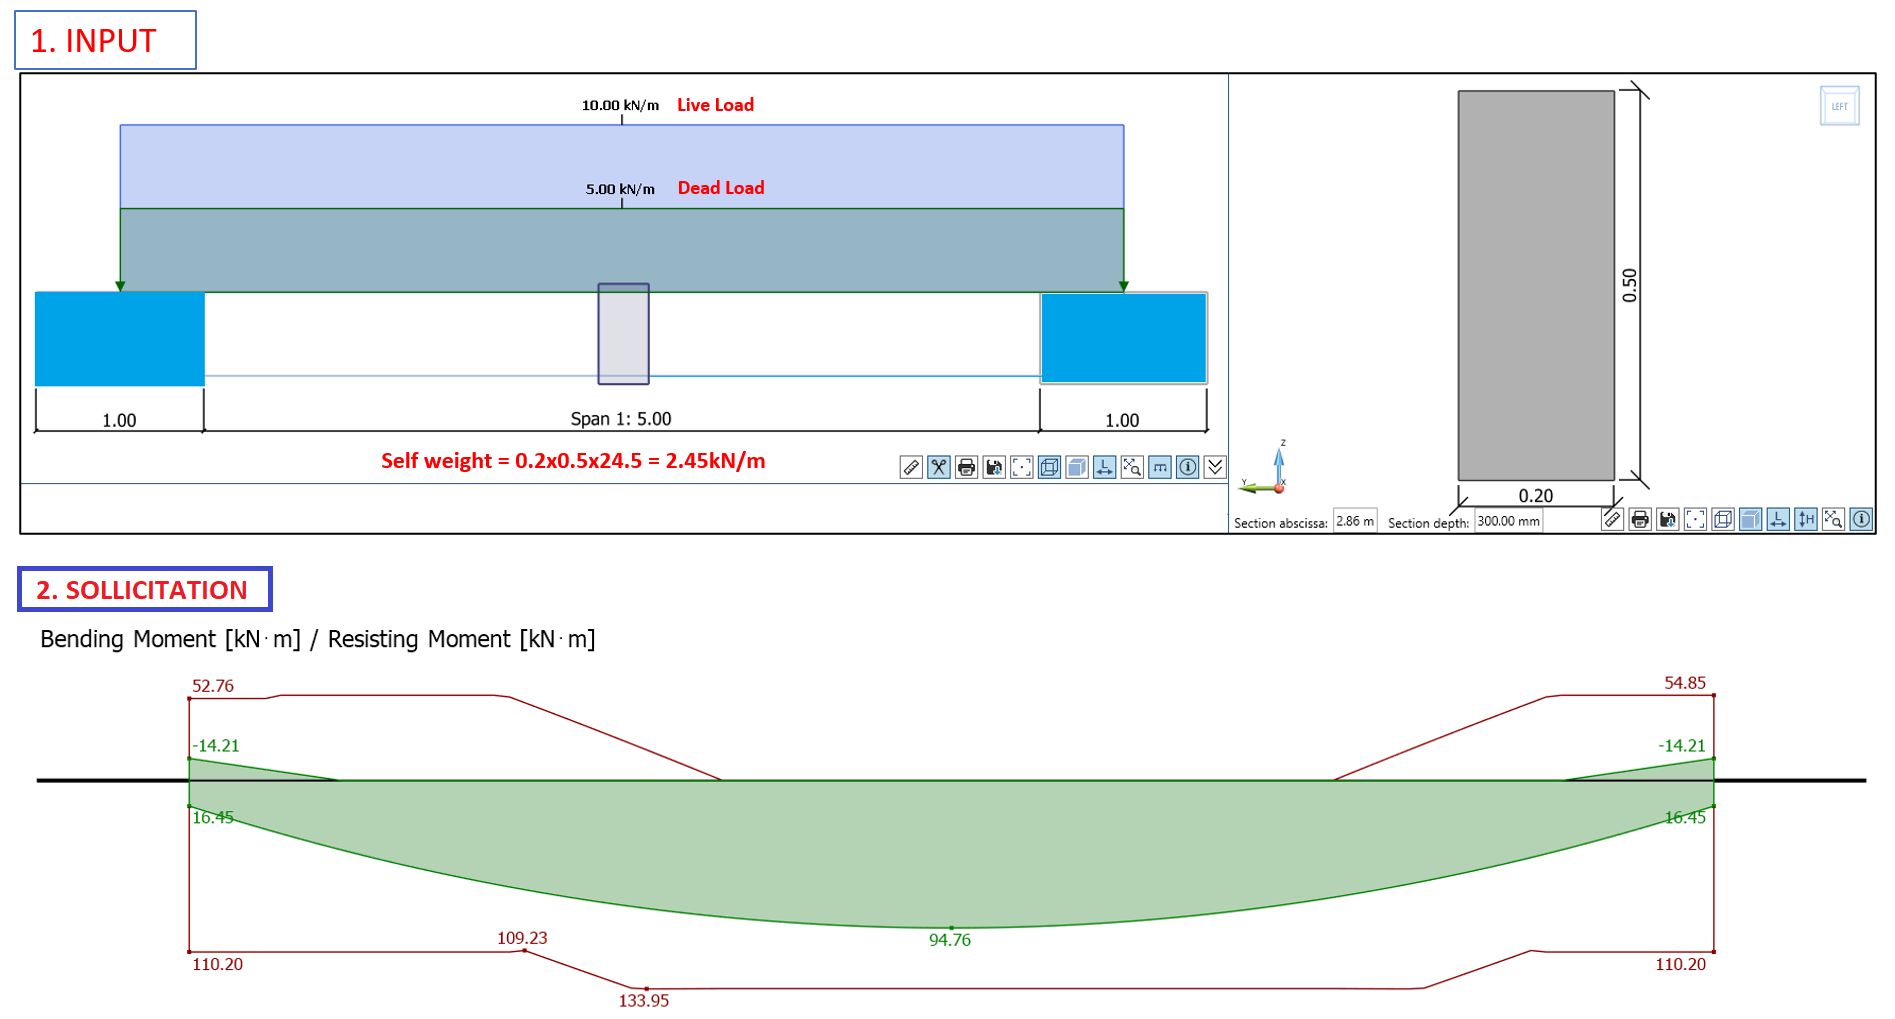 1. INPUT
10.00 kN/m Live Load
5.00 kN/m Dead Load
1.00
Span 1: 5.00
1.00
Self weight = 0.2x0.5x24.5 = 2.45kN/m
LEFT
0.50
0.20
Z
Y
X
Section abscissa: 2.86 m Section depth: 300.00 mm
2. SOLLICITATION
Bending Moment [kN·m] / Resisting Moment [kN·m]
52.76
54.85
-14.21
-14.21
16.45
16.45
109.23
94.76
110.20
110.20
133.95